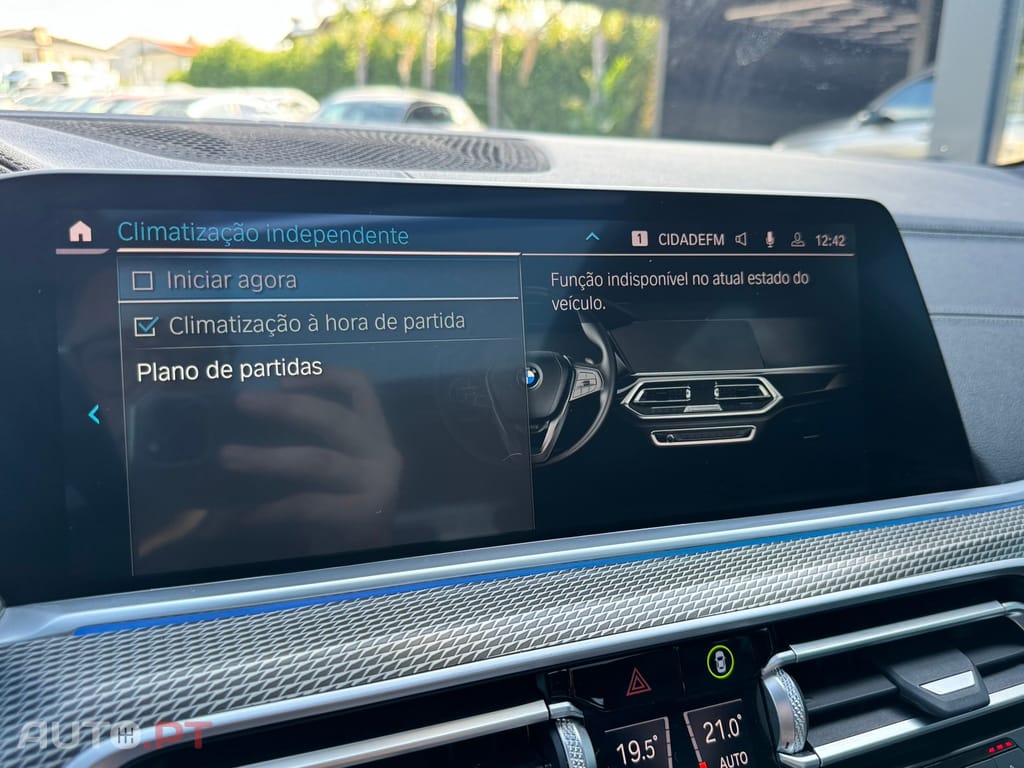 Climatização independente
1 CIDADEFM 12:42
Iniciar agora
Climatização à hora de partida
Plano de partidas
Função indisponível no atual estado do
veículo.
19.5°
21.0°
AUTO
AUTO.PT